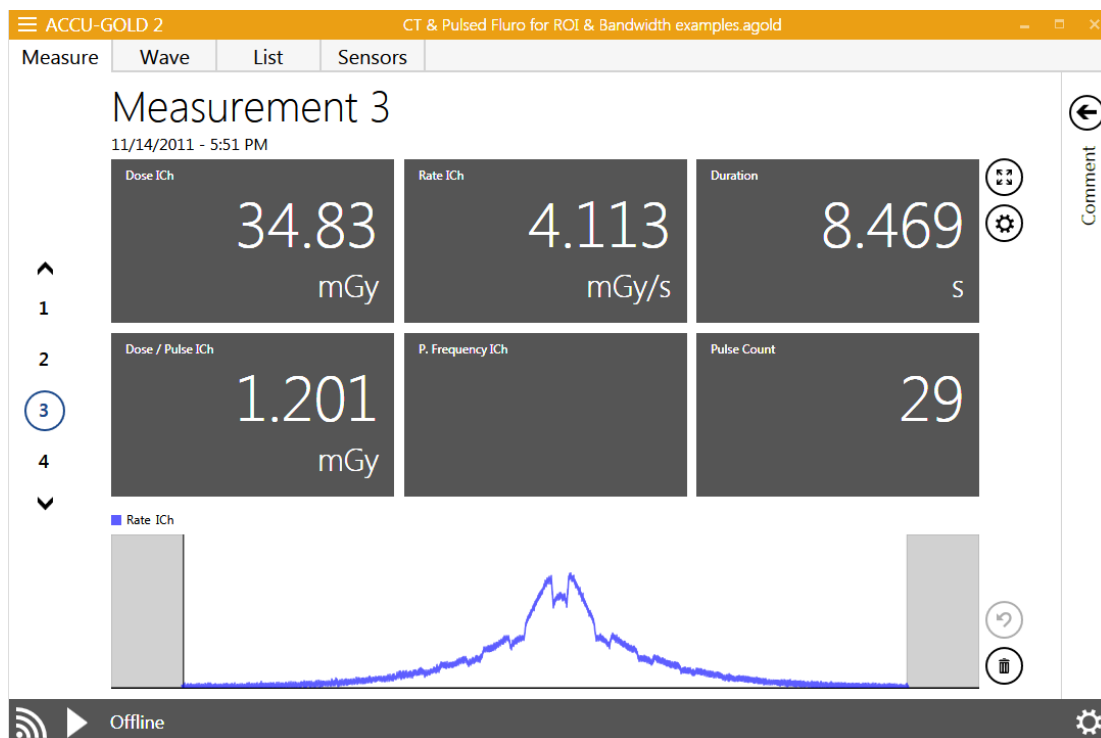 ACCU-GOLD 2
CT & Pulsed Fluro for ROI & Bandwidth examples.agold
Measure Wave List Sensors
Measurement 3
11/14/2011 - 5:51 PM
Dose ICh
34.83
mGy
Rate ICh
4.113
mGy/s
Duration
8.469
s
Comment
1
2
3
4
Dose / Pulse ICh
1.201
mGy
P. Frequency ICh
Pulse Count
29
Rate ICh
Offline